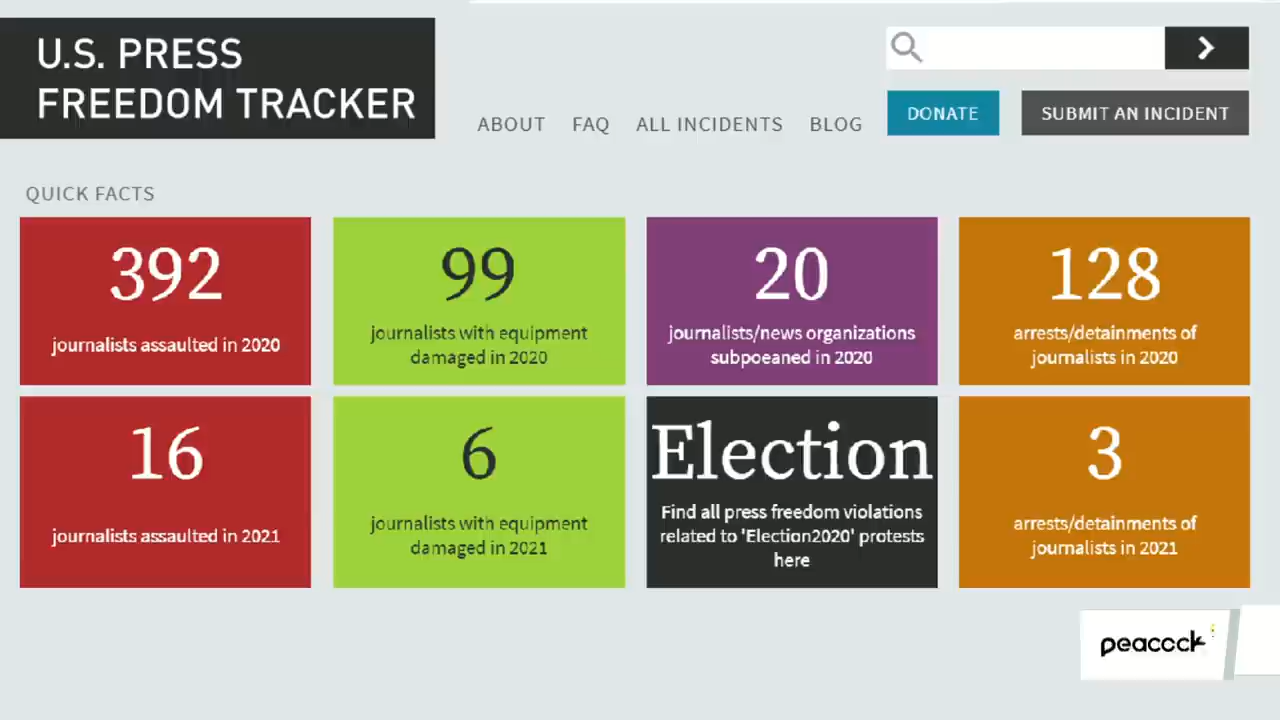 U.S. PRESS
FREEDOM TRACKER
ABOUT FAQ ALL INCIDENTS BLOG
DONATE
SUBMIT AN INCIDENT
QUICK FACTS
392
journalists assaulted in 2020
99
journalists with equipment
damaged in 2020
20
journalists/news organizations
subpoeaned in 2020
128
arrests/detainments of
journalists in 2020
16
journalists assaulted in 2021
6
journalists with equipment
damaged in 2021
Election
Find all press freedom violations
related to 'Election2020' protests
here
3
arrests/detainments of
journalists in 2021
peacock